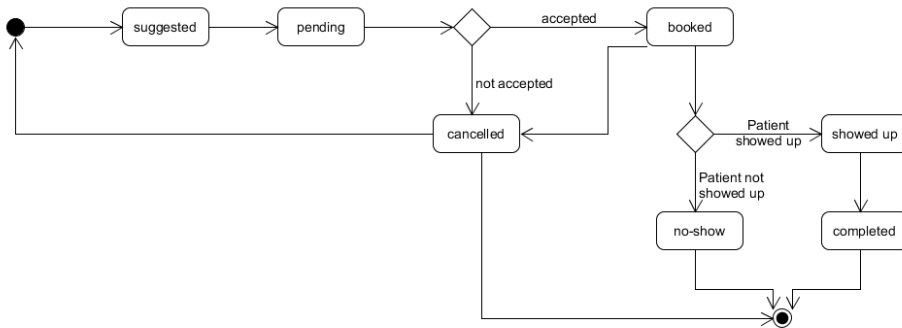 suggested
pending
accepted
booked
not accepted
cancelled
Patient
showed up
showed up
Patient not
showed up
no-show
completed